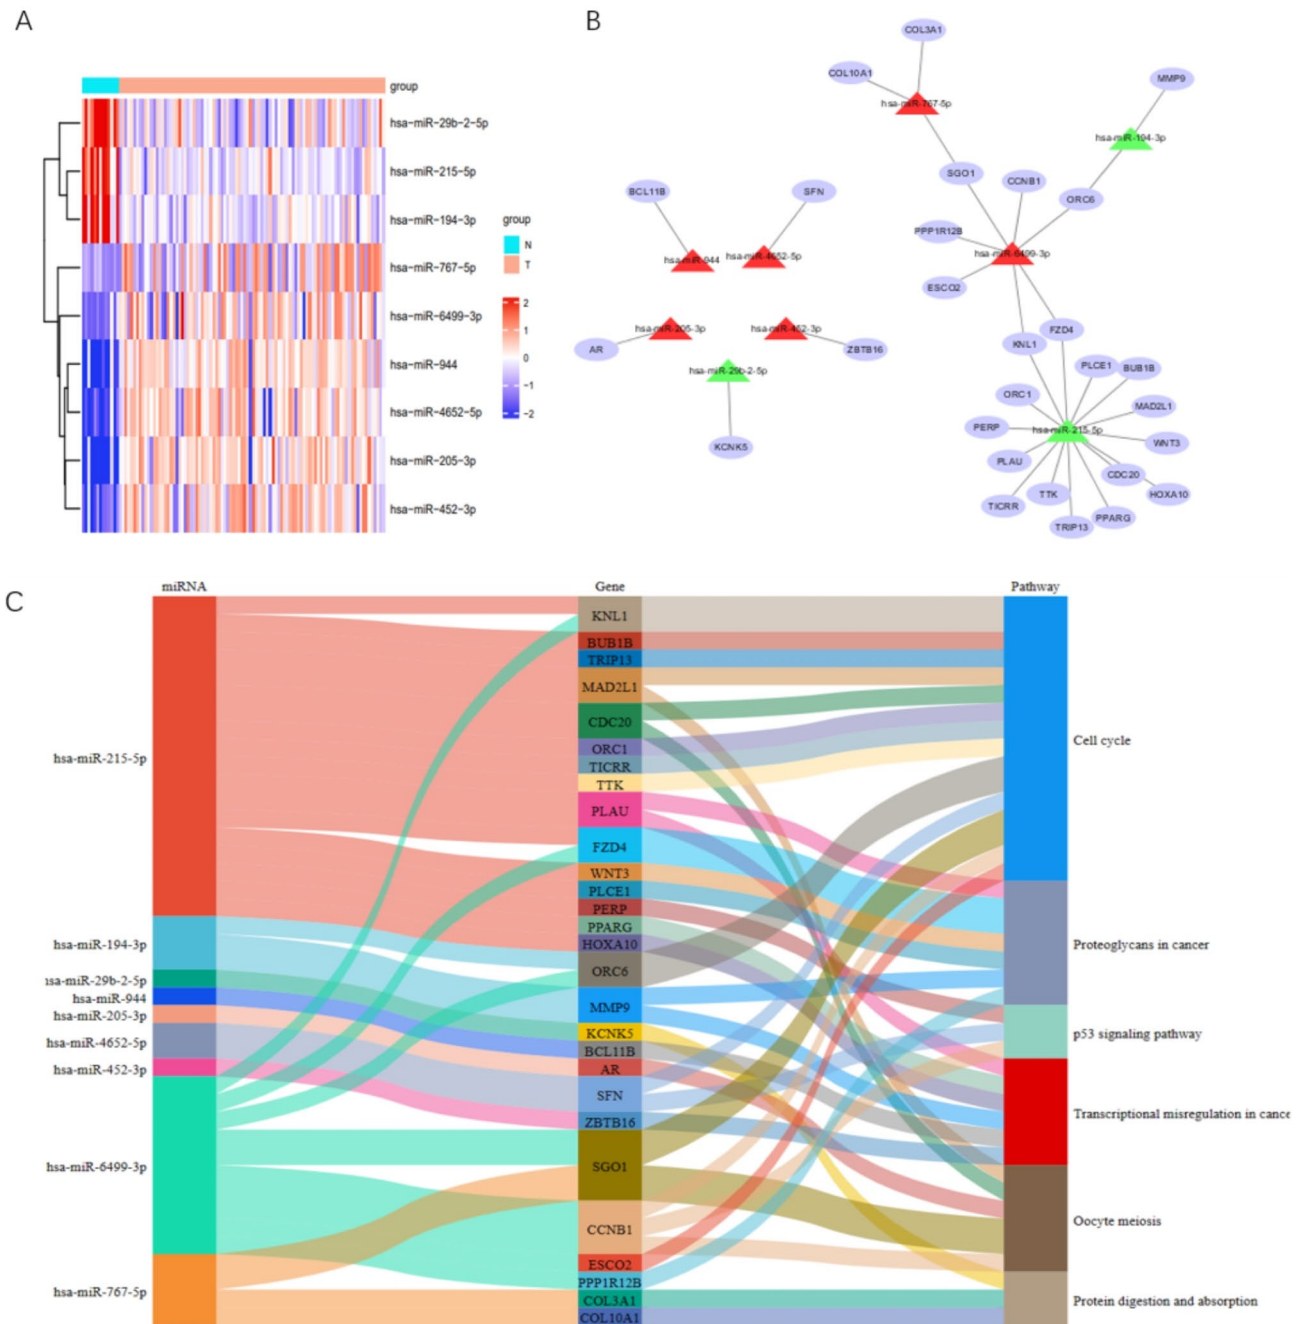 A
group
hsa-miR-29b-2-5p
hsa-miR-215-5p
hsa-miR-194-3p
hsa-miR-767-5p
hsa-miR-6499-3p
hsa-miR-944
hsa-miR-4652-5p
hsa-miR-205-3p
hsa-miR-452-3p
group
N
T
2
1
0
-1
-2
B
COL3A1
COL10A1
MMP9
hsa-miR-767-5p
hsa-miR-194-3p
SGO1
CCNB1
ORC6
BCL11B
SFN
PPP1R12B
hsa-miR-6499-3p
hsa-miR-944
hsa-miR-4652-5p
ESCO2
hsa-miR-205-3p
hsa-miR-452-3p
AR
ZBTB16
KNL1
FZD4
hsa-miR-29b-2-5p
PLCE1
BUB1B
ORC1
MAD2L1
PERP
hsa-miR-215-5p
WNT3
KCNK5
PLAU
CDC20
TICRR
TTK
HOXA10
TRIP13
PPARG
C
miRNA
Gene
Pathway
hsa-miR-215-5p
hsa-miR-194-3p
ısa-miR-29b-2-5p
hsa-miR-944
hsa-miR-205-3p
hsa-miR-4652-5p
hsa-miR-452-3p
hsa-miR-6499-3p
hsa-miR-767-5p
KNL1
BUB1B
TRIP13
MAD2L1
CDC20
ORC1
TICRR
TTK
PLAU
FZD4
WNT3
PLCE1
PERP
PPARG
HOXA10
ORC6
MMP9
KCNK5
BCL11B
AR
SFN
ZBTB16
SGO1
CCNB1
ESCO2
PPP1R12B
COL3A1
COL10A1
Cell cycle
Proteoglycans in cancer
p53 signaling pathway
Transcriptional misregulation in cance
Oocyte meiosis
Protein digestion and absorption